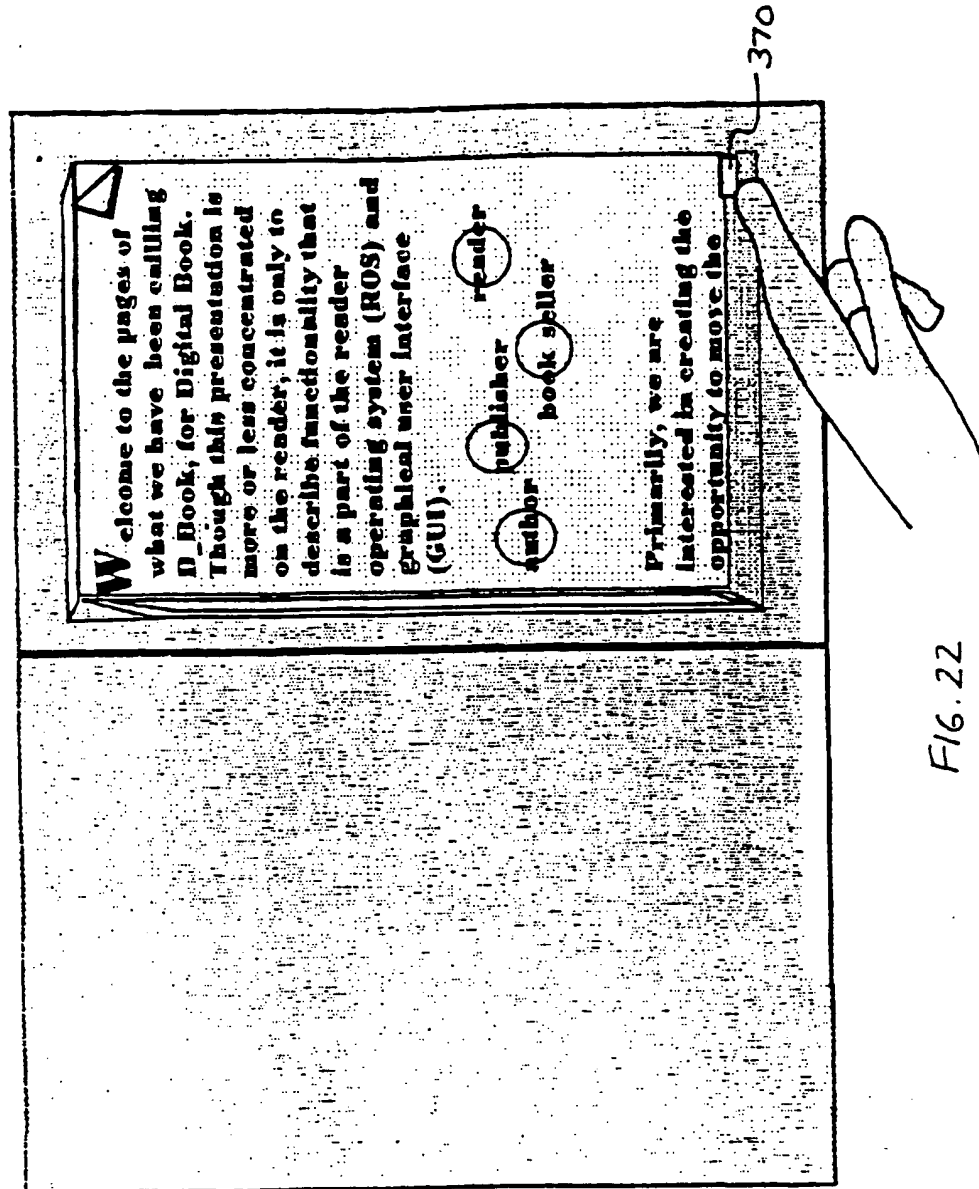 Welcome to the pages of
what we have been calling
D_Book, for Digital Book.
Though this presentation is
more or less concentrated
on the reader, it is only to
describe functionality that
is a part of the reader
operating system (ROS) and
graphical user interface
(GUI).
author publisher book seller reader
Primarily, we are
interested in creating the
opportunity to move the
370
FIG. 22